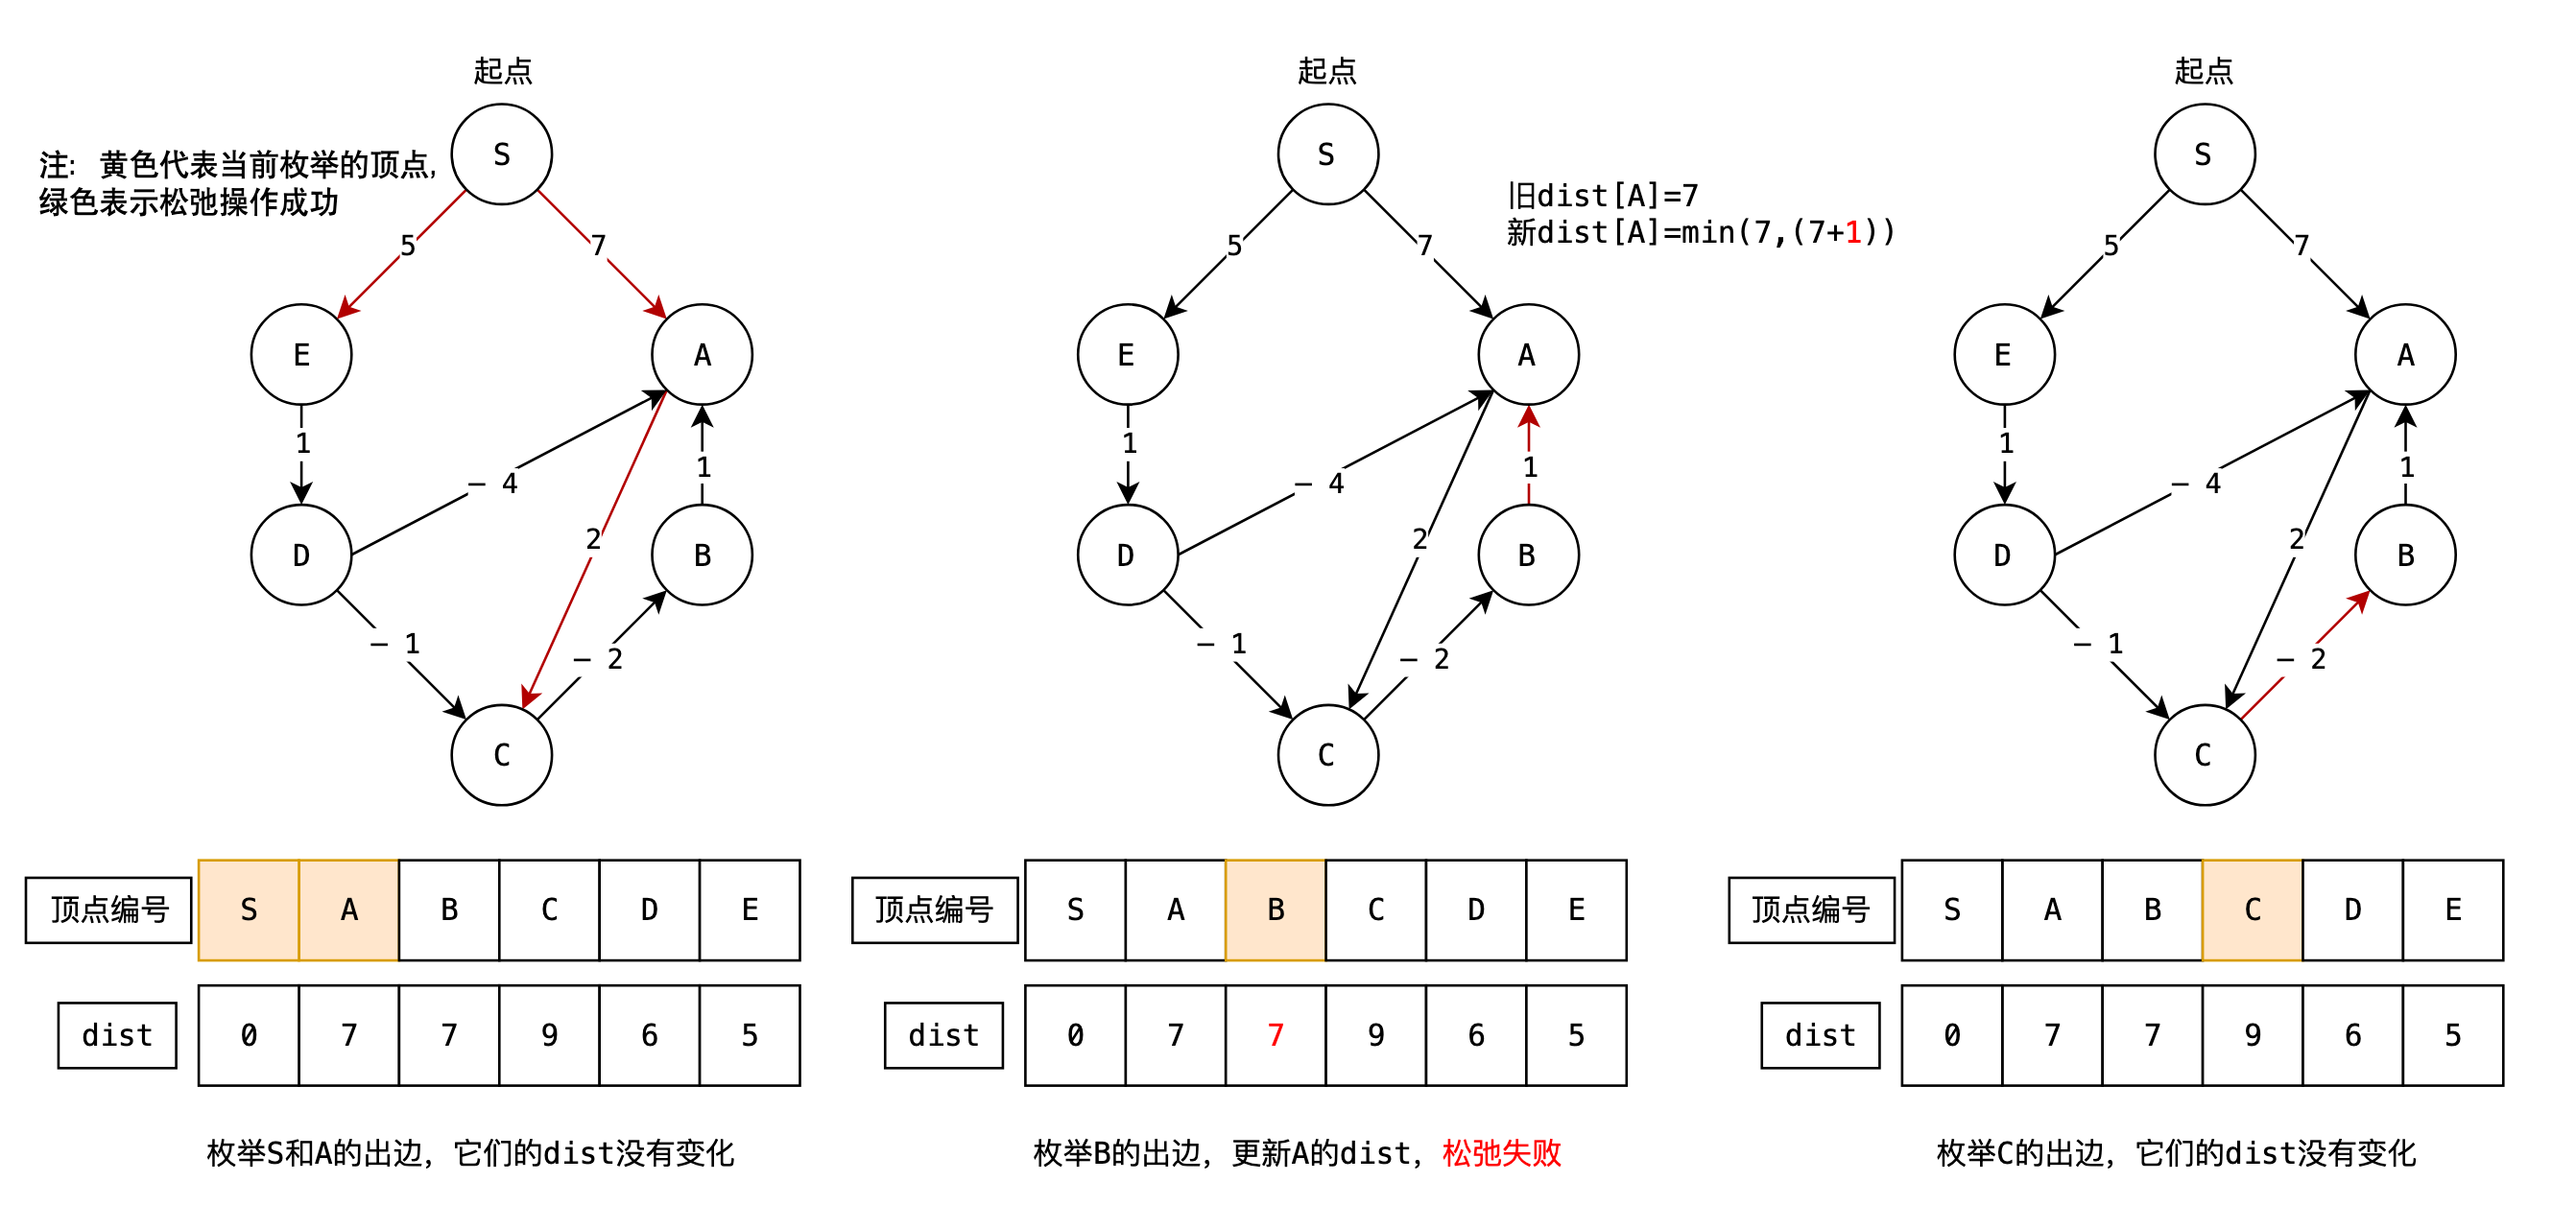 起点
起点
起点
S
S
S
注: 黄色代表当前枚举的顶点,
绿色表示松弛操作成功
旧dist[A]=7
新dist[A]=min(7,(7+1))
5
7
5
7
5
7
E
A
E
A
E
A
1
1
1
1
1
1
- 4
- 4
- 4
2
2
2
D
B
D
B
D
B
- 1
- 2
- 1
- 2
- 1
- 2
C
C
C
顶点编号 S A B C D E
顶点编号 S A B C D E
顶点编号 S A B C D E
dist 0 7 7 9 6 5
dist 0 7 7 9 6 5
dist 0 7 7 9 6 5
枚举S和A的出边, 它们的dist没有变化
枚举B的出边, 更新A的dist, 松弛失败
枚举C的出边, 它们的dist没有变化